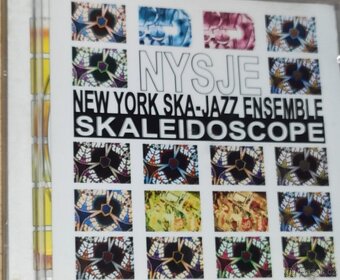 NYSJE
NEW YORK SKA-JAZZ ENSEMBLE
SKALEIDOSCOPE